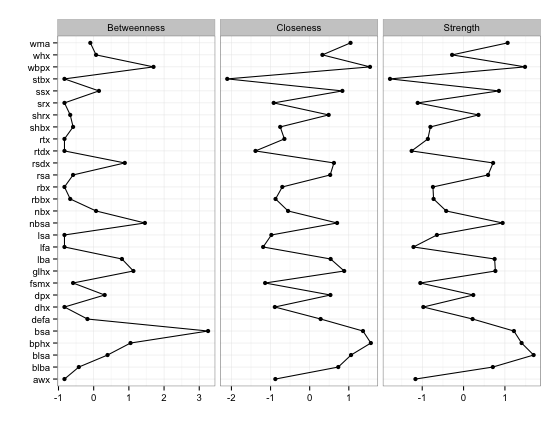 Betweenness Closeness Strength
wma
whx
wbpx
stbx
ssx
srx
shrx
shbx
rtx
rtdx
rsdx
rsa
rbx
rbbx
nbx
nbsa
lsa
lfa
lba
glhx
fsmx
dpx
dhx
defa
bsa
bphx
blsa
blba
awx
-1 0 1 2 3 -2 -1 0 1 -1 0 1